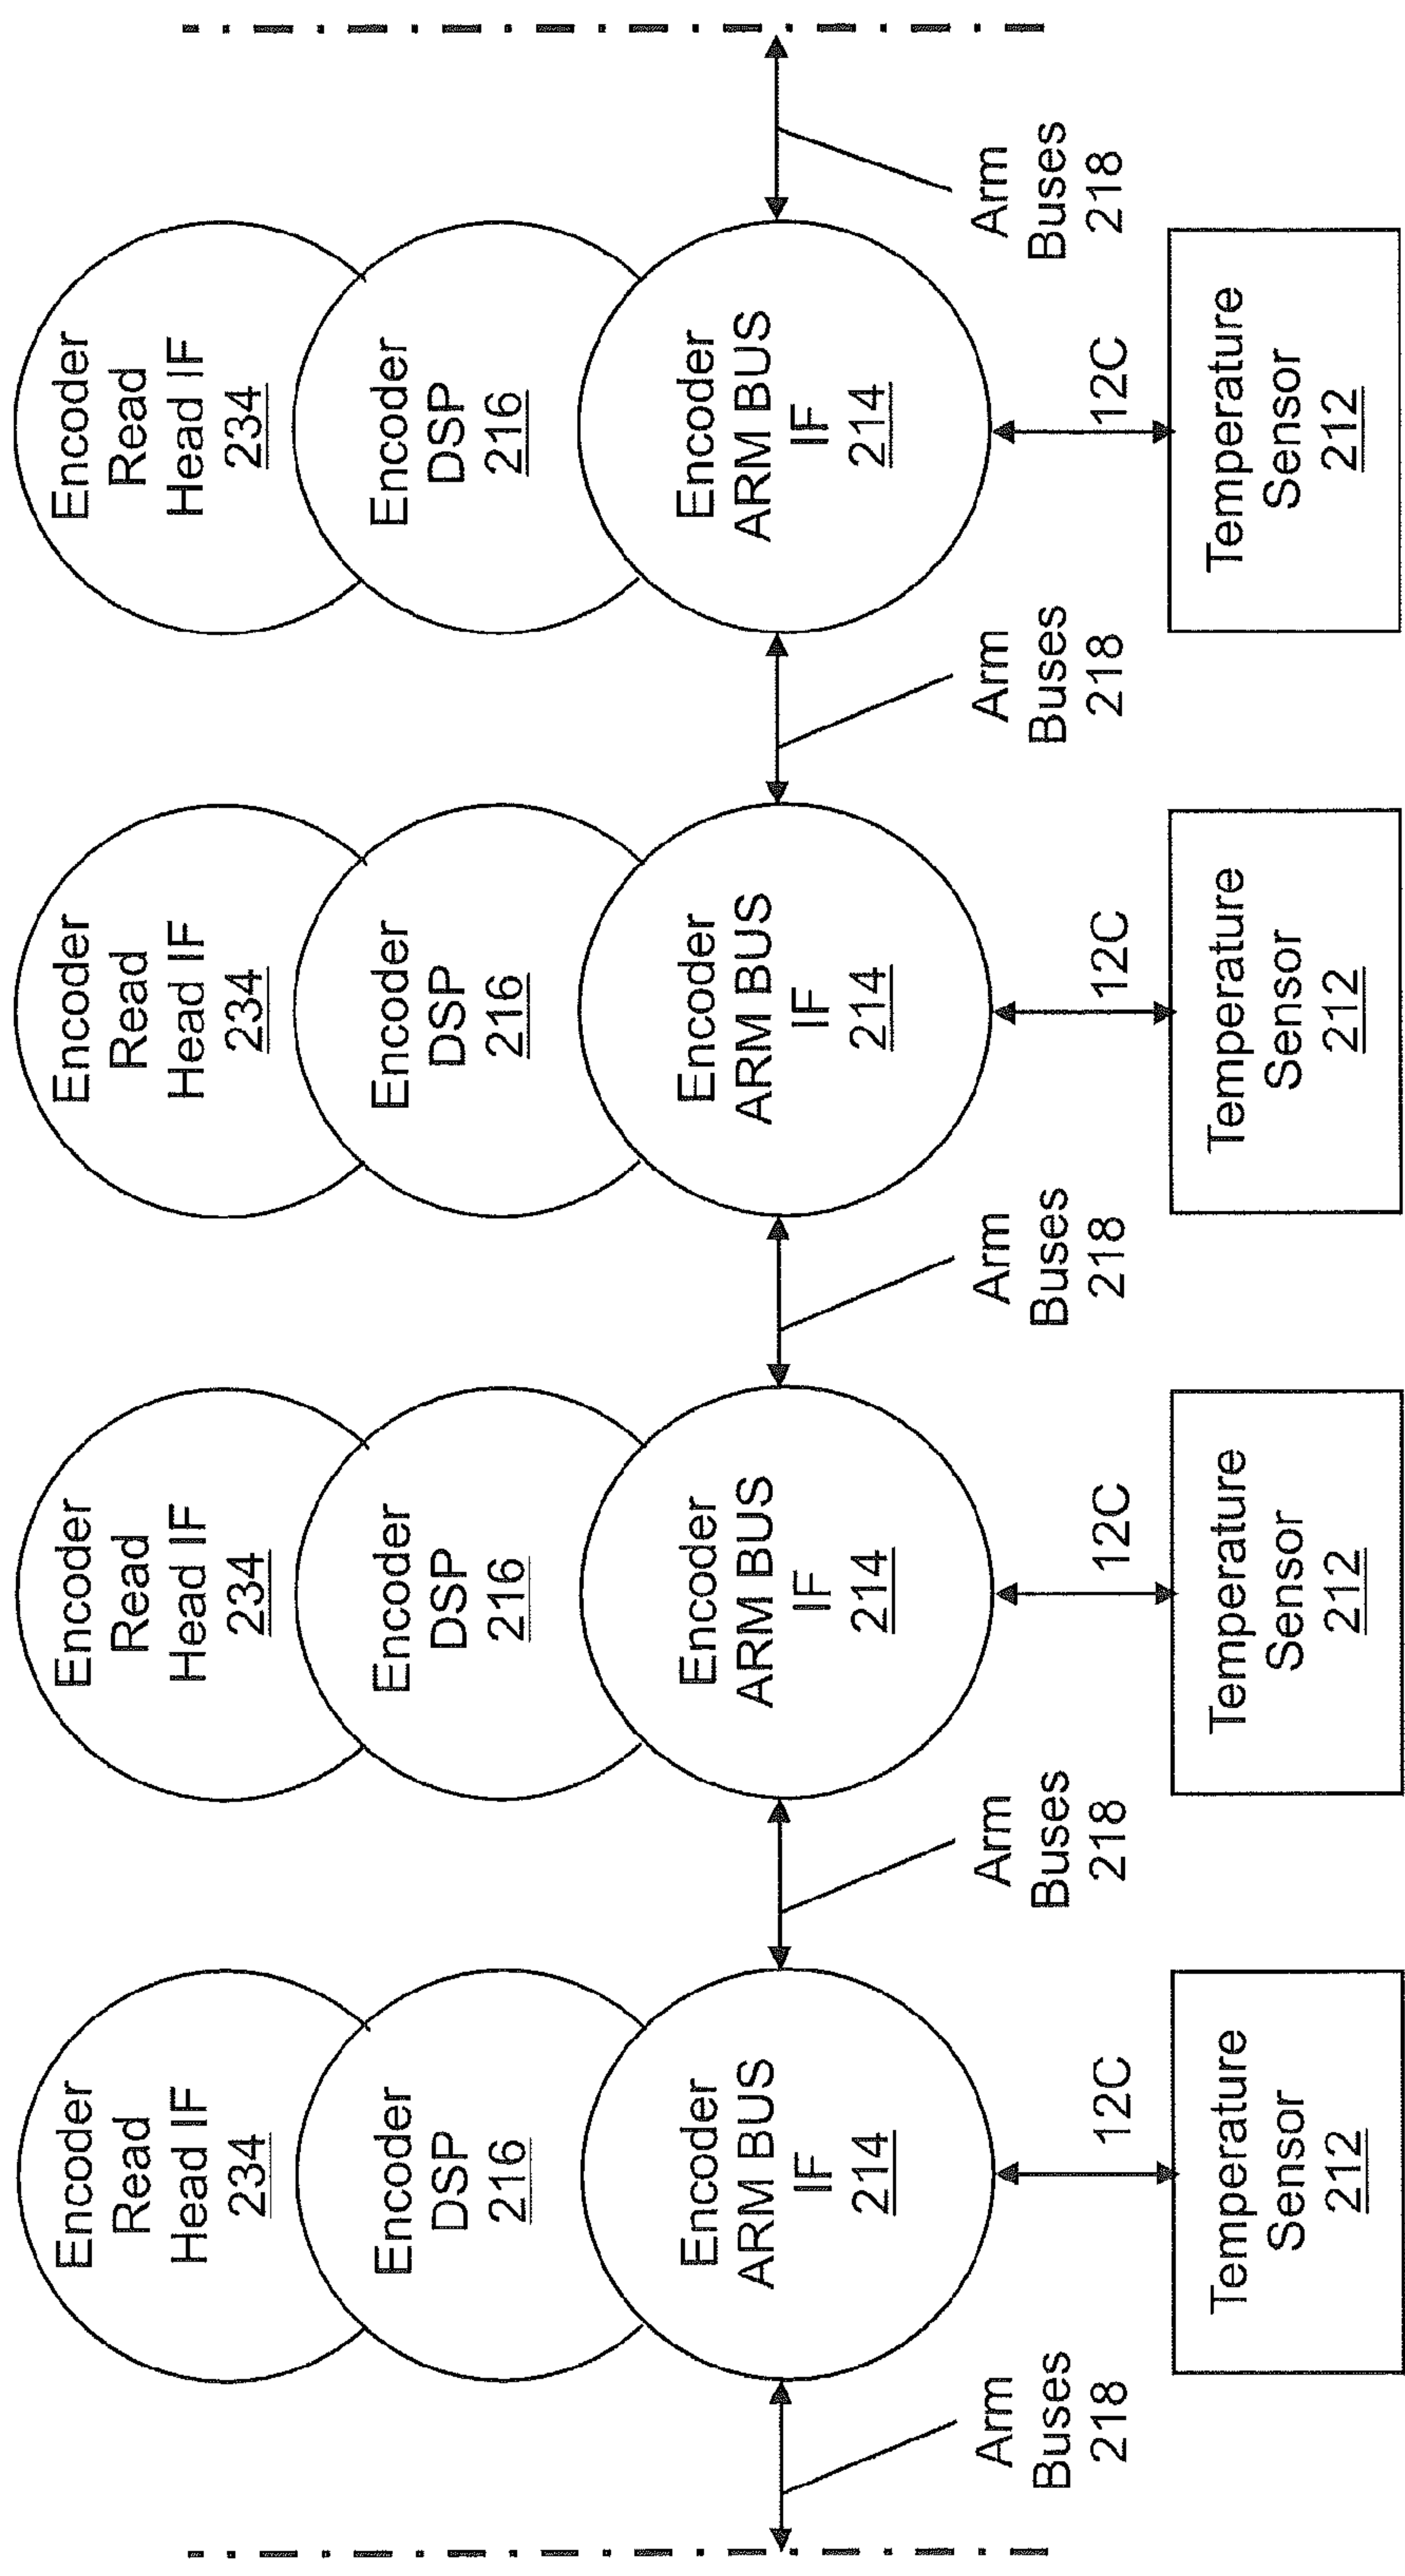 Encoder
Read
Head IF
234
Encoder
Read
Head IF
234
Encoder
Read
Head IF
234
Encoder
Read
Head IF
234
Encoder
DSP
216
Encoder
DSP
216
Encoder
DSP
216
Encoder
DSP
216
Encoder
ARM BUS
IF
214
Encoder
ARM BUS
IF
214
Encoder
ARM BUS
IF
214
Encoder
ARM BUS
IF
214
Arm
Buses
218
Arm
Buses
218
Arm
Buses
218
Arm
Buses
218
Arm
Buses
218
12C
12C
12C
12C
Temperature
Sensor
212
Temperature
Sensor
212
Temperature
Sensor
212
Temperature
Sensor
212